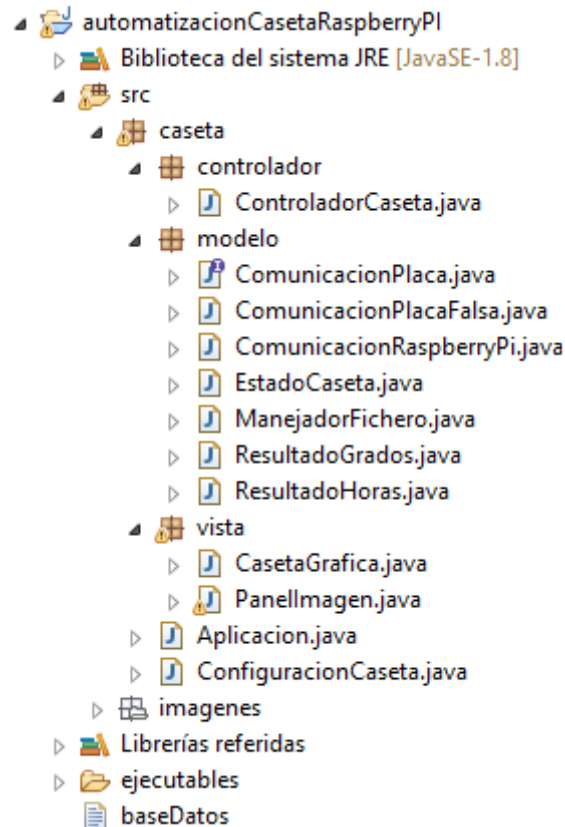 automatizacionCasetaRaspberryPI
Biblioteca del sistema JRE [JavaSE-1.8]
src
caseta
controlador
ControladorCaseta.java
modelo
ComunicacionPlaca.java
ComunicacionPlacaFalsa.java
ComunicacionRaspberryPi.java
EstadoCaseta.java
ManejadorFichero.java
ResultadoGrados.java
ResultadoHoras.java
vista
CasetaGrafica.java
PanelImagen.java
Aplicacion.java
ConfiguracionCaseta.java
imagenes
Librerías referidas
ejecutables
baseDatos